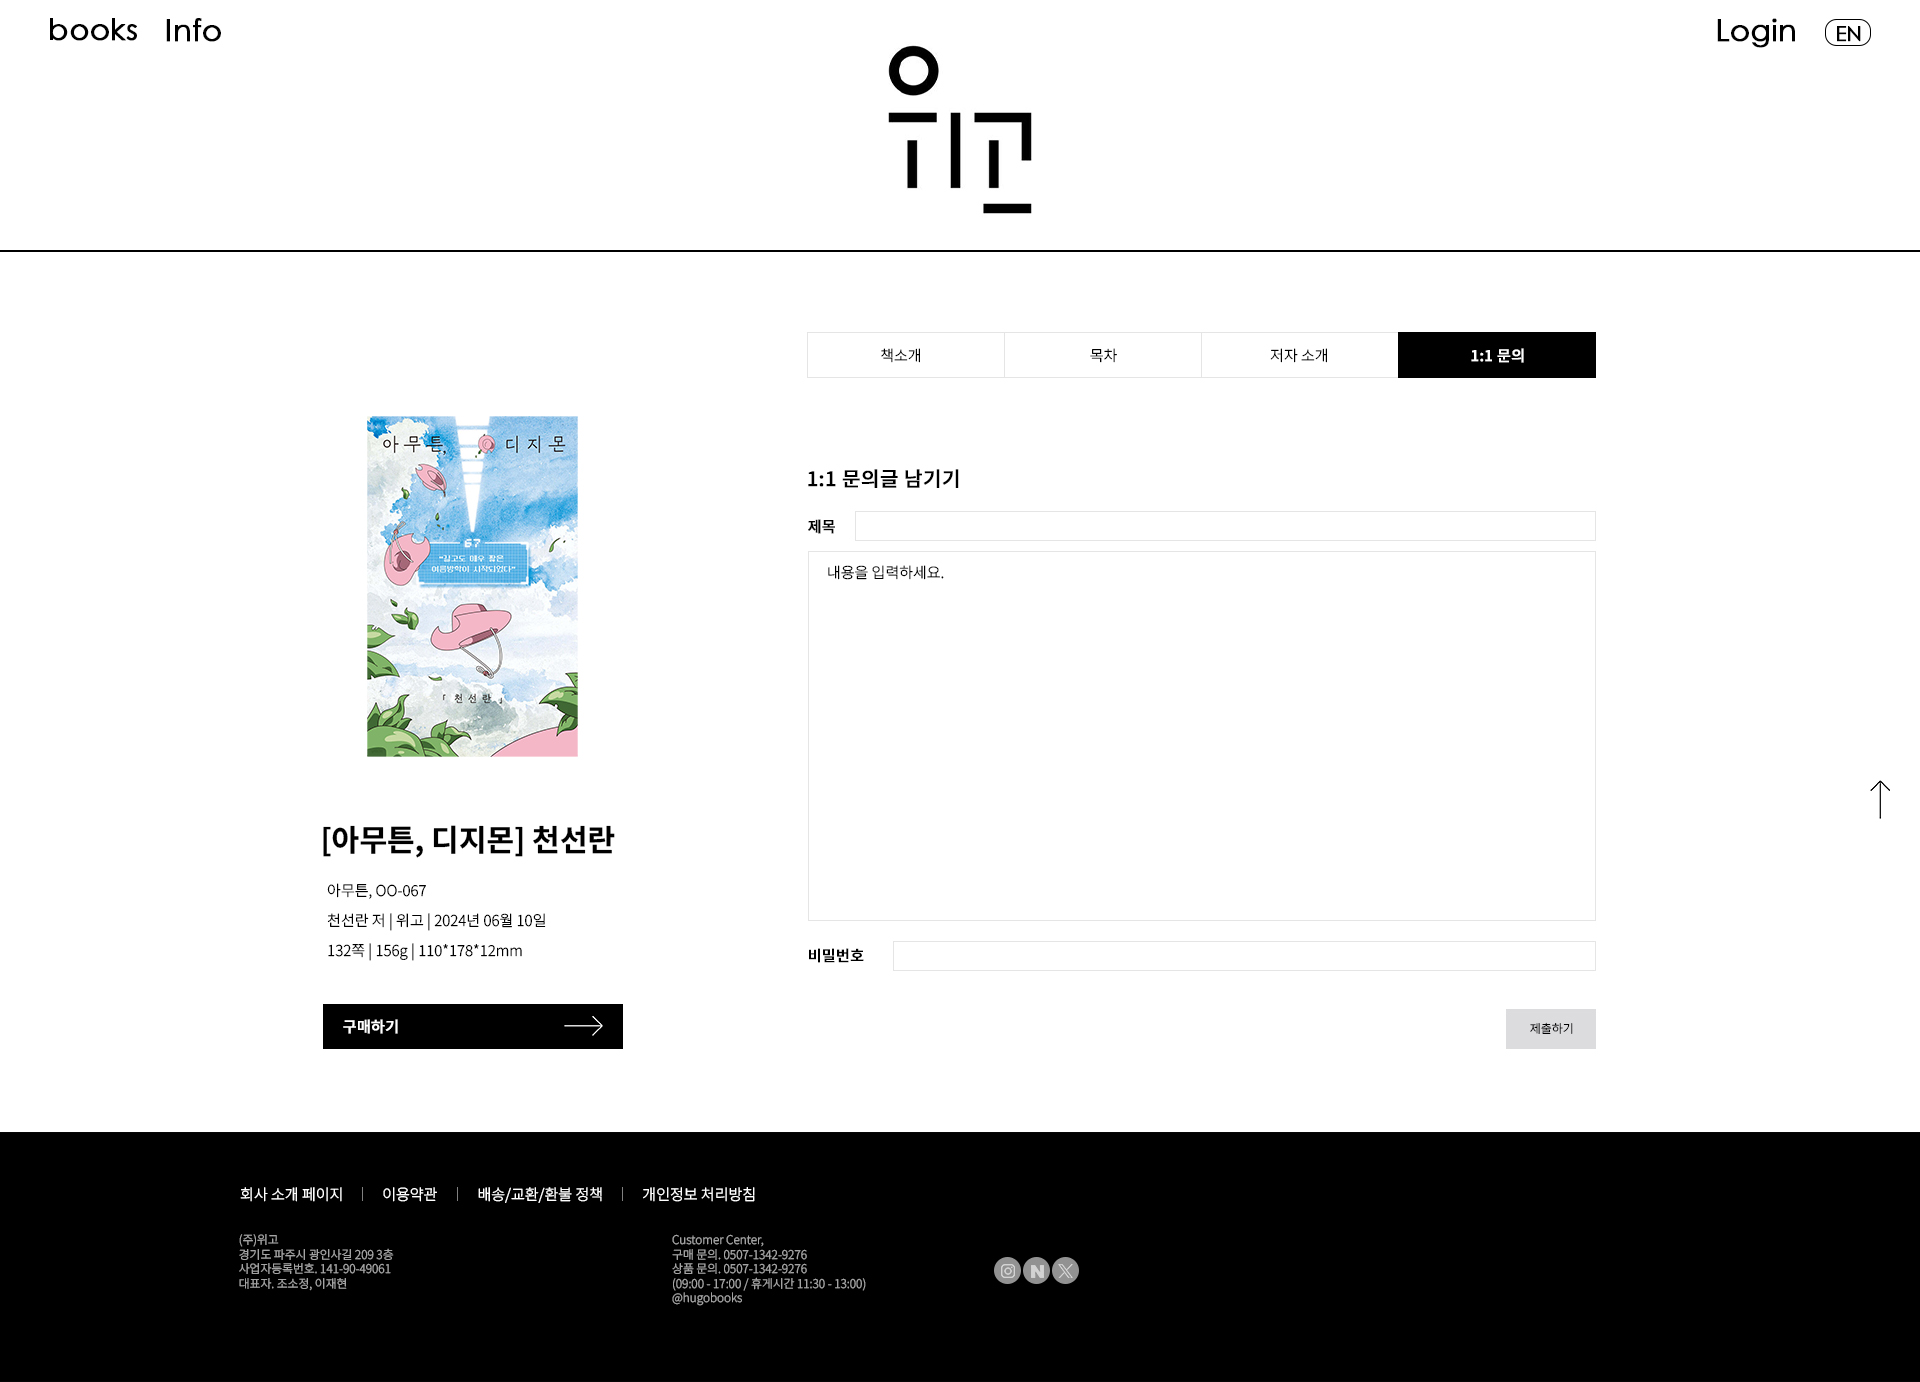 books Info
Login EN
위고
책소개 목차 저자 소개 1:1 문의
아무튼, 디지몬
67
"길고도 매우 짧은
여름방학이 시작되었다"
「천선란」
[아무튼, 디지몬] 천선란
아무튼, OO-067
천선란 저 | 위고 | 2024년 06월 10일
132쪽 | 156g | 110*178*12mm
구매하기
1:1 문의글 남기기
제목
내용을 입력하세요.
비밀번호
제출하기
회사 소개 페이지 | 이용약관 | 배송/교환/환불 정책 | 개인정보 처리방침
(주)위고
경기도 파주시 광인사길 209 3층
사업자등록번호. 141-90-49061
대표자. 조소정, 이재현
Customer Center,
구매 문의. 0507-1342-9276
상품 문의. 0507-1342-9276
(09:00 - 17:00 / 휴게시간 11:30 - 13:00)
@hugobooks
N